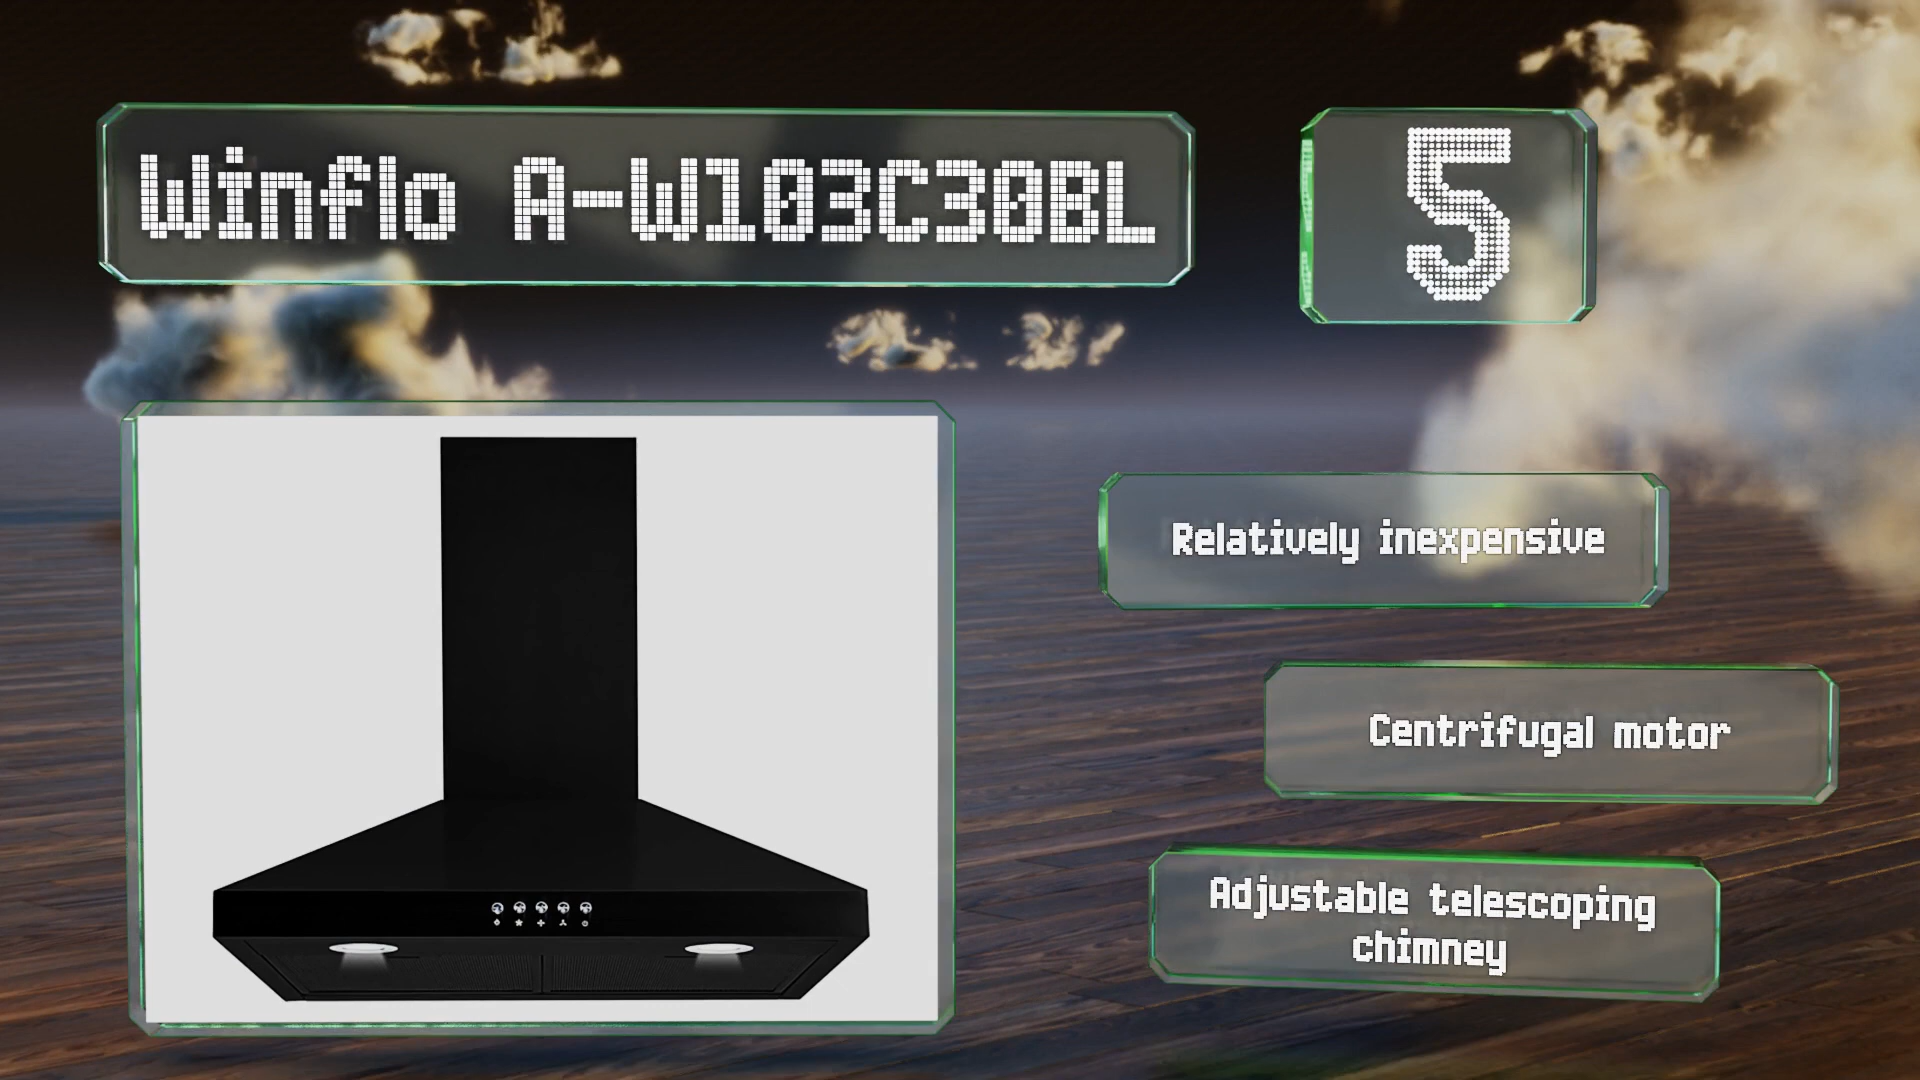 Winflo A-W103C30BL
5
Relatively inexpensive
Centrifugal motor
Adjustable telescoping
chimney